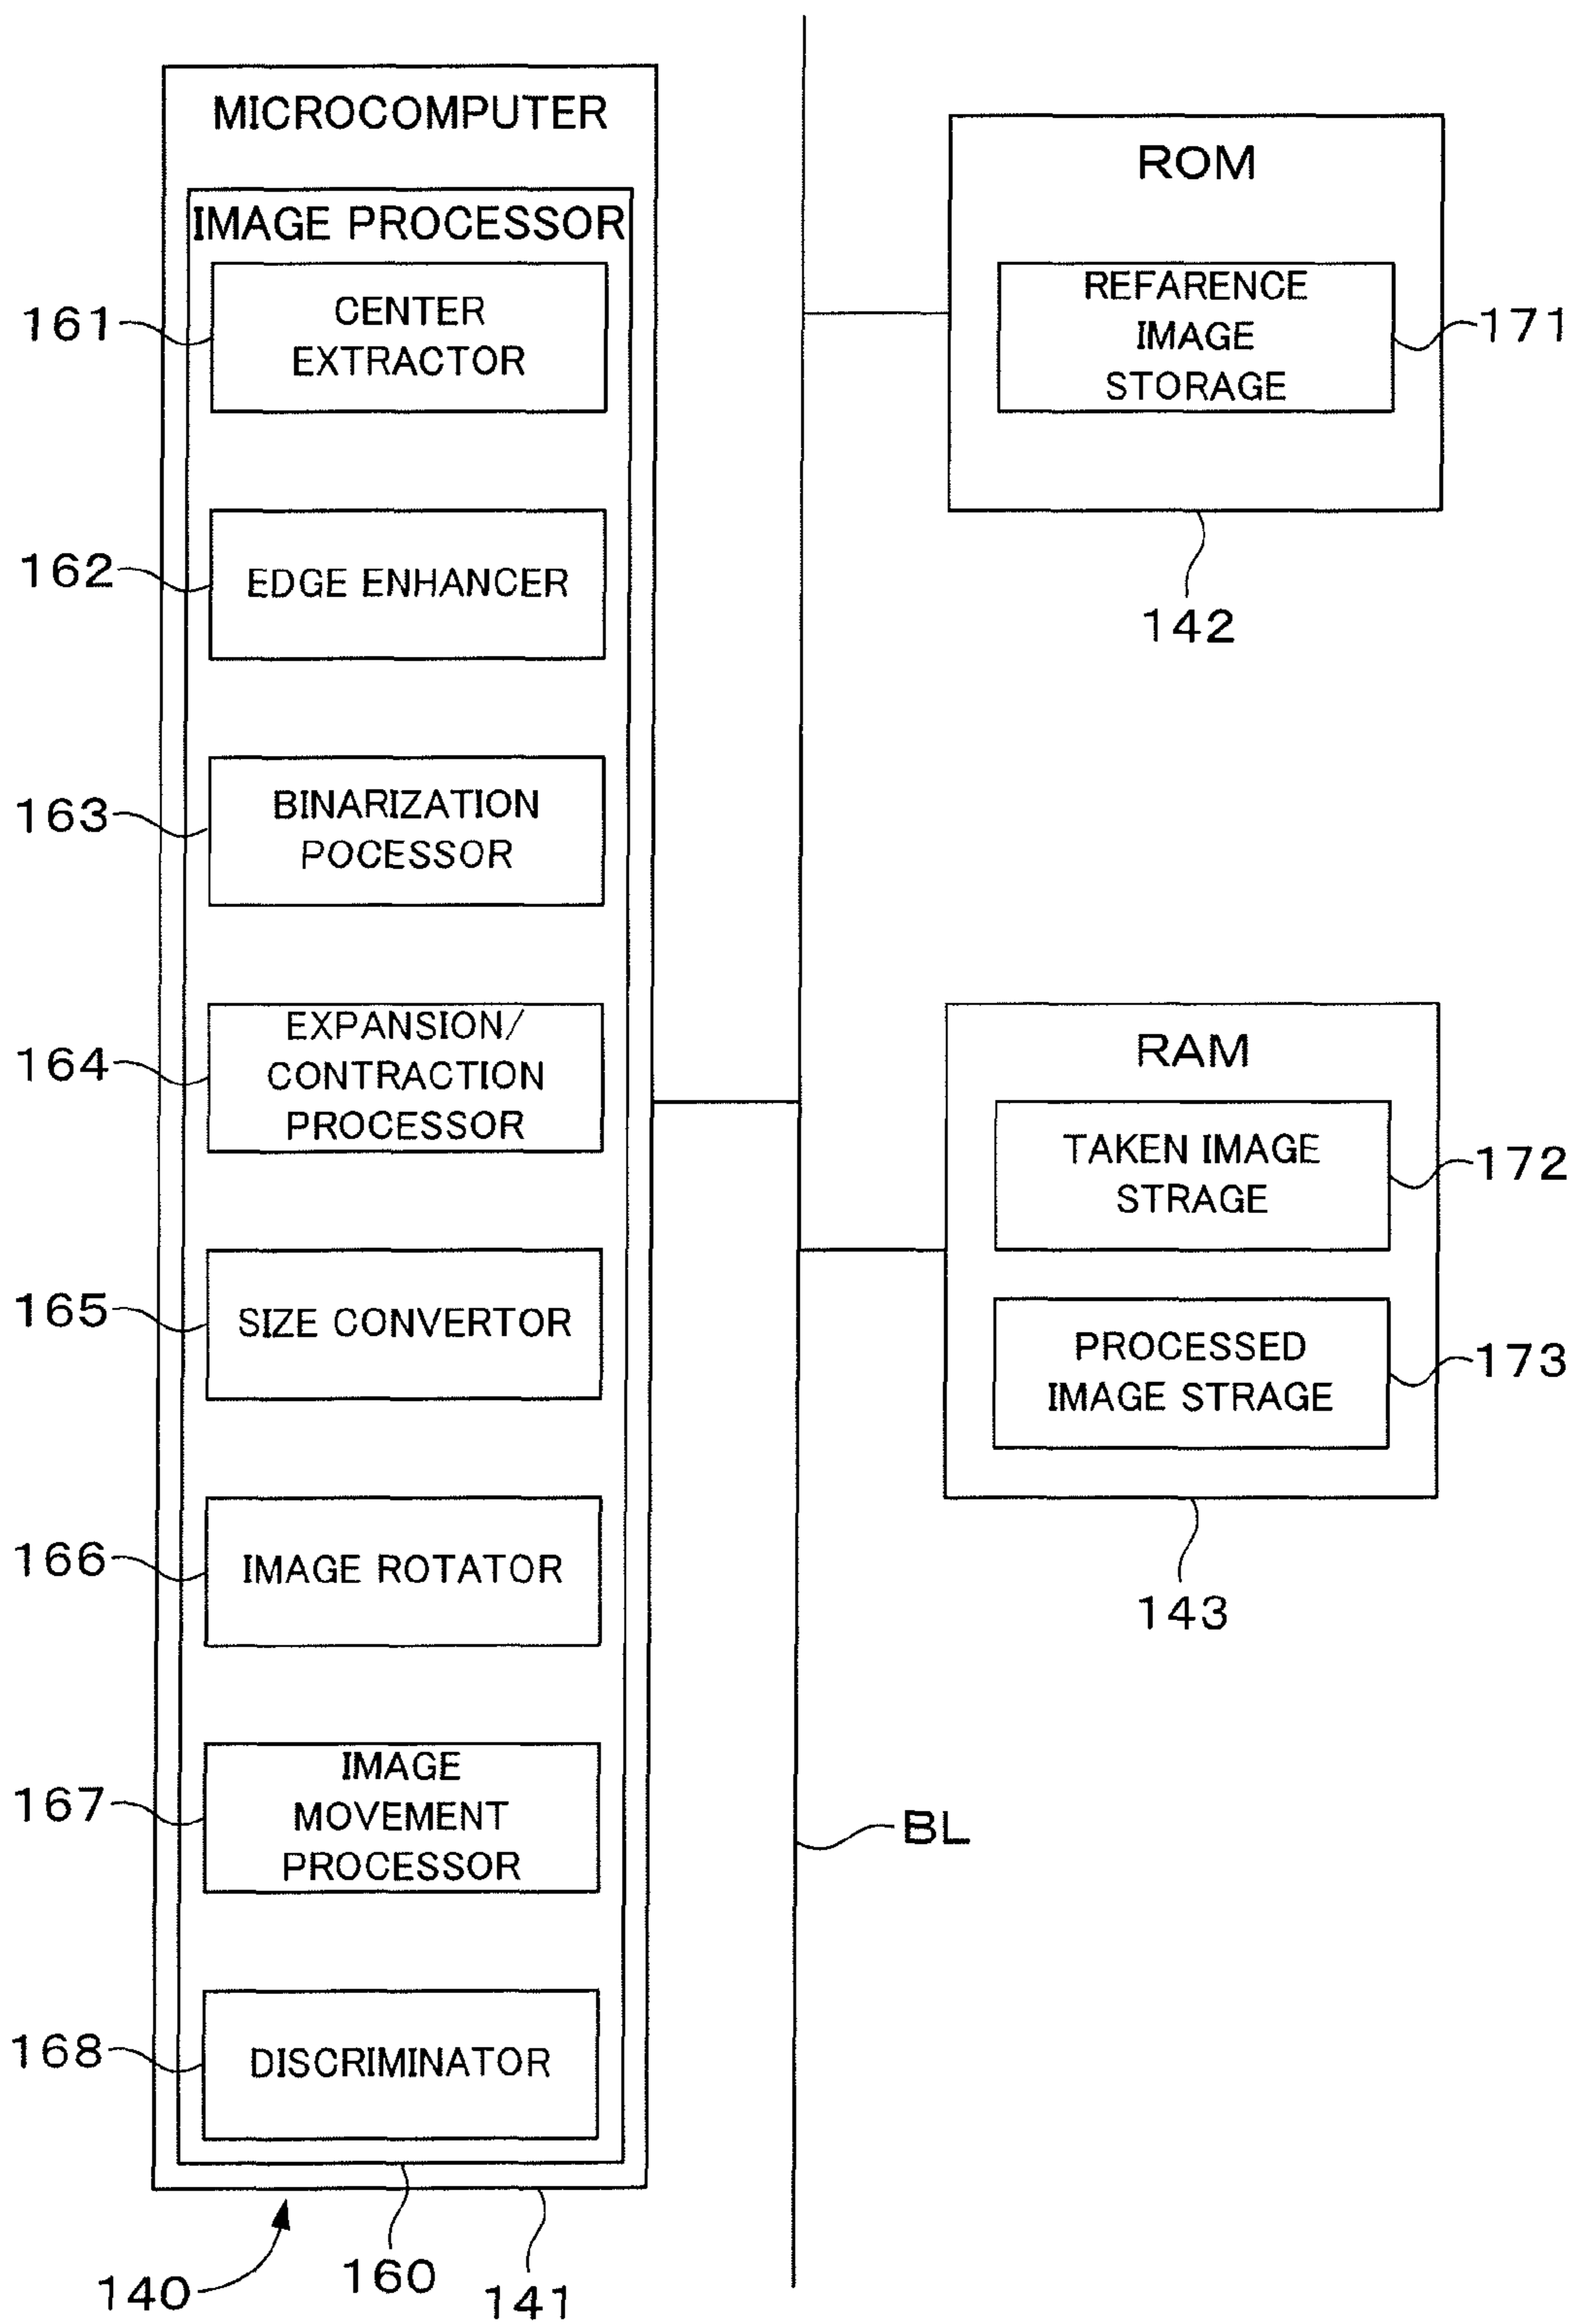 MICROCOMPUTER
IMAGE PROCESSOR
161
CENTER
EXTRACTOR
162
EDGE ENHANCER
163
BINARIZATION
POCESSOR
164
EXPANSION/
CONTRACTION
PROCESSOR
165
SIZE CONVERTOR
166
IMAGE ROTATOR
167
IMAGE
MOVEMENT
PROCESSOR
168
DISCRIMINATOR
140
160
141
ROM
REFARENCE
IMAGE
STORAGE
171
142
RAM
TAKEN IMAGE
STRAGE
172
PROCESSED
IMAGE STRAGE
173
143
BL